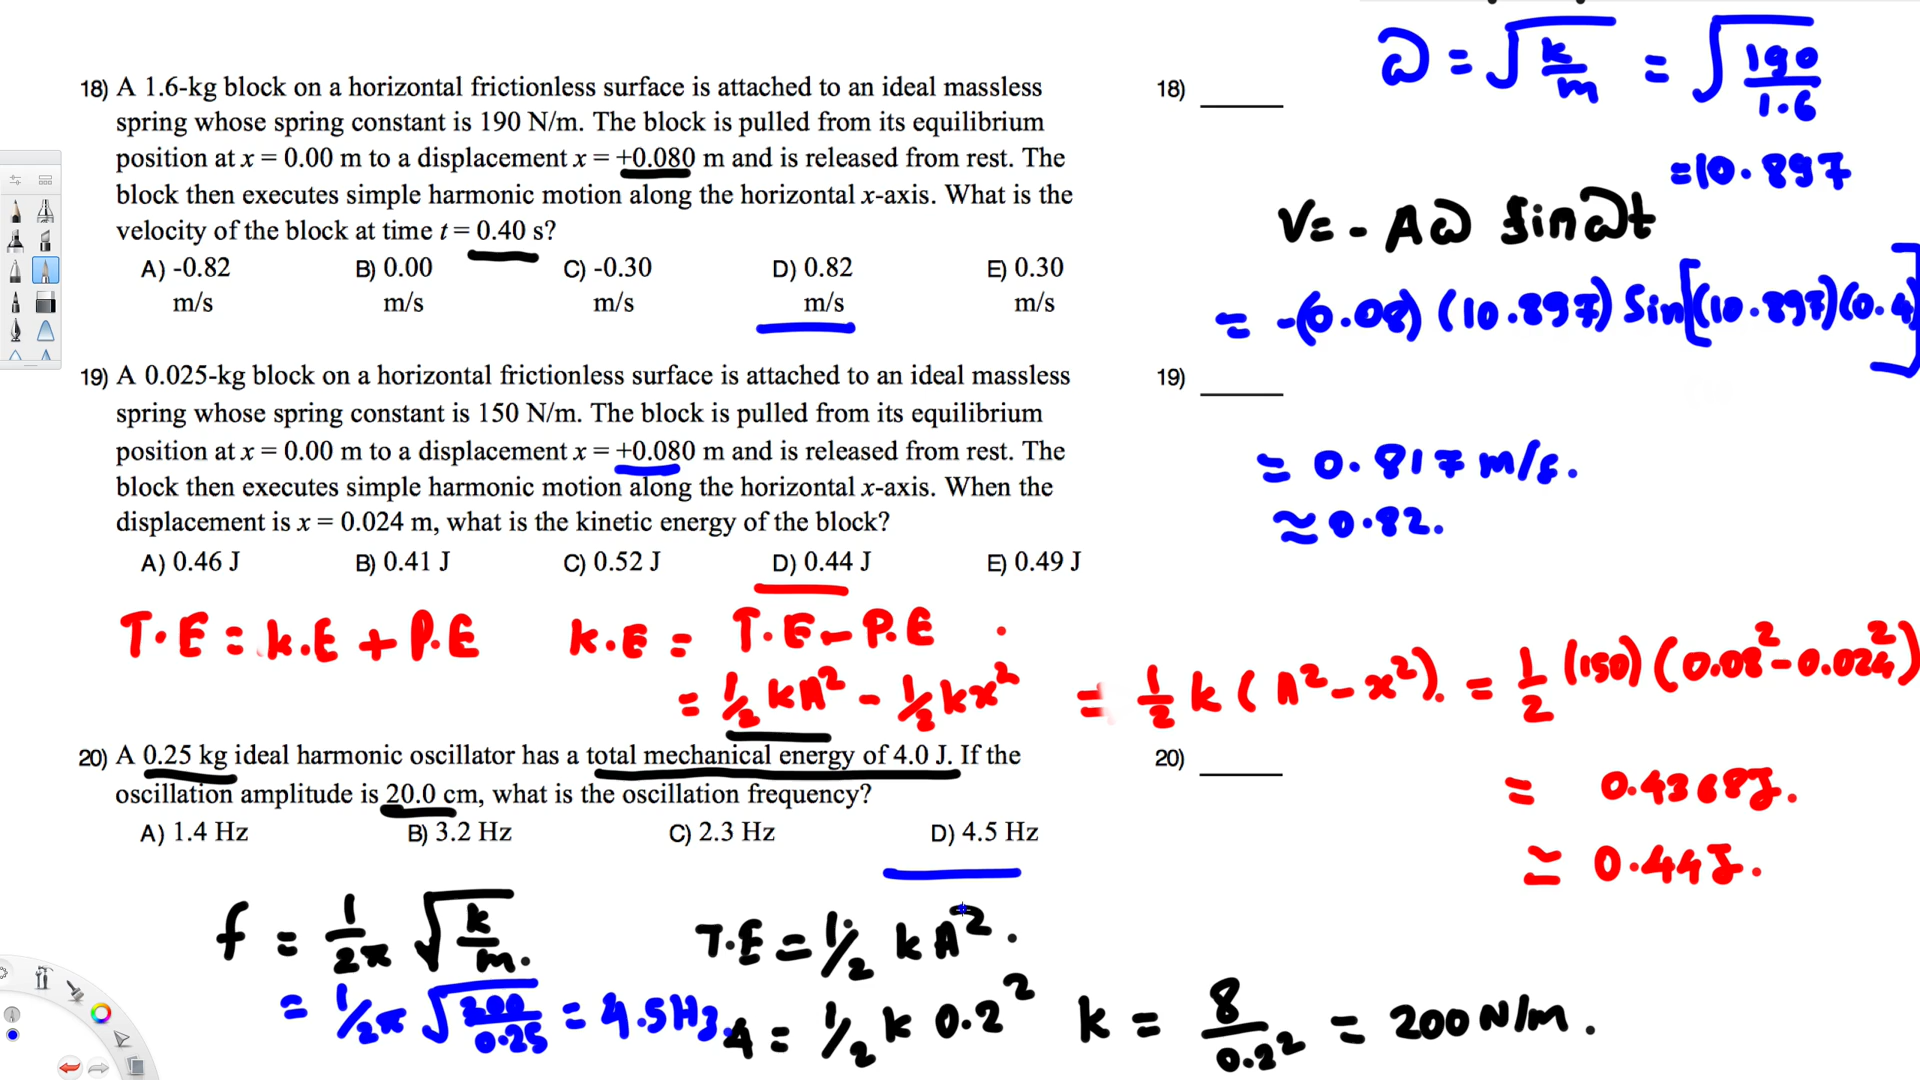 18) A 1.6-kg block on a horizontal frictionless surface is attached to an ideal massless
spring whose spring constant is 190 N/m. The block is pulled from its equilibrium
position at x = 0.00 m to a displacement x = +0.080 m and is released from rest. The
block then executes simple harmonic motion along the horizontal x-axis. What is the
velocity of the block at time t = 0.40 s?
A) -0.82 m/s B) 0.00 m/s C) -0.30 m/s D) 0.82 m/s E) 0.30 m/s
18) ______
ω = √(k/m) = √(190/1.6)
=10.897
V= - Aω sin ωt
= -(0.08) (10.897) Sin[(10.897)(0.4)]
= 0.817 m/s.
≈ 0.82.
19) A 0.025-kg block on a horizontal frictionless surface is attached to an ideal massless
spring whose spring constant is 150 N/m. The block is pulled from its equilibrium
position at x = 0.00 m to a displacement x = +0.080 m and is released from rest. The
block then executes simple harmonic motion along the horizontal x-axis. When the
displacement is x = 0.024 m, what is the kinetic energy of the block?
A) 0.46 J B) 0.41 J C) 0.52 J D) 0.44 J E) 0.49 J
19) ______
T.E = k.E + P.E k.E = T.E - P.E
= 1/2 kA² - 1/2 kx² = 1/2 k (A² - x²). = 1/2 (150) (0.08² - 0.024²)
= 0.4368J.
≃ 0.44J.
20) A 0.25 kg ideal harmonic oscillator has a total mechanical energy of 4.0 J. If the
oscillation amplitude is 20.0 cm, what is the oscillation frequency?
A) 1.4 Hz B) 3.2 Hz C) 2.3 Hz D) 4.5 Hz
20) ______
f = 1/2π √(k/m). T.E = 1/2 kA².
= 1/2π √(200/0.25) = 4.5Hz. 4 = 1/2 k 0.2² k = 8/0.2² = 200 N/m.